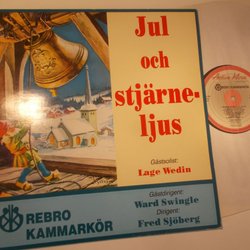 Jul
och
stjärne-
ljus
Gästsolist:
Lage Wedin
Gästdirigent:
Ward Swingle
Dirigent:
Fred Sjöberg
REBRO
KAMMARKÖR